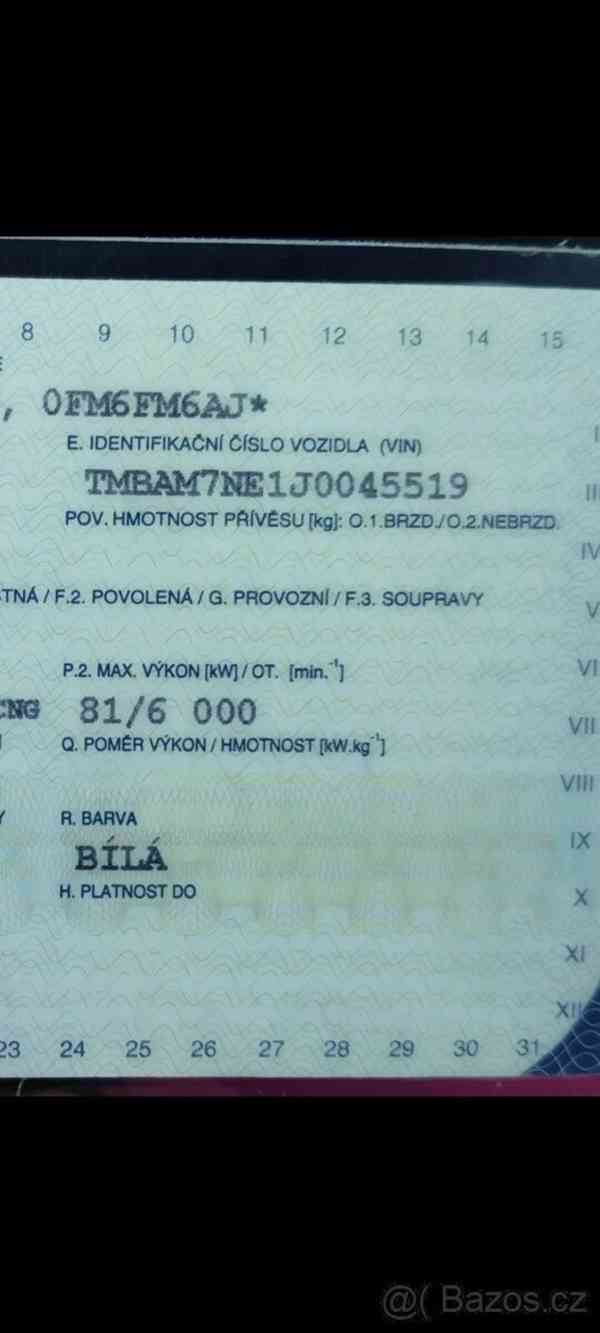 8 9 10 11 12 13 14 15
, 0FM6FM6AJ*
I
E. IDENTIFIKAČNÍ ČÍSLO VOZIDLA (VIN)
TMBAM7NE1J0045519
III
POV. HMOTNOST PŘÍVĚSU [kg]: O.1.BRZD./O.2.NEBRZD.
IV
TNÁ / F.2. POVOLENÁ / G. PROVOZNÍ / F.3. SOUPRAVY
V
P.2. MAX. VÝKON [kW] / OT. [min.⁻¹]
VI
CNG 81/6 000
VII
Q. POMĚR VÝKON / HMOTNOST [kW.kg⁻¹]
VIII
R. BARVA
IX
BÍLÁ
H. PLATNOST DO
X
XI
XII
23 24 25 26 27 28 29 30 31
@( Bazos.cz